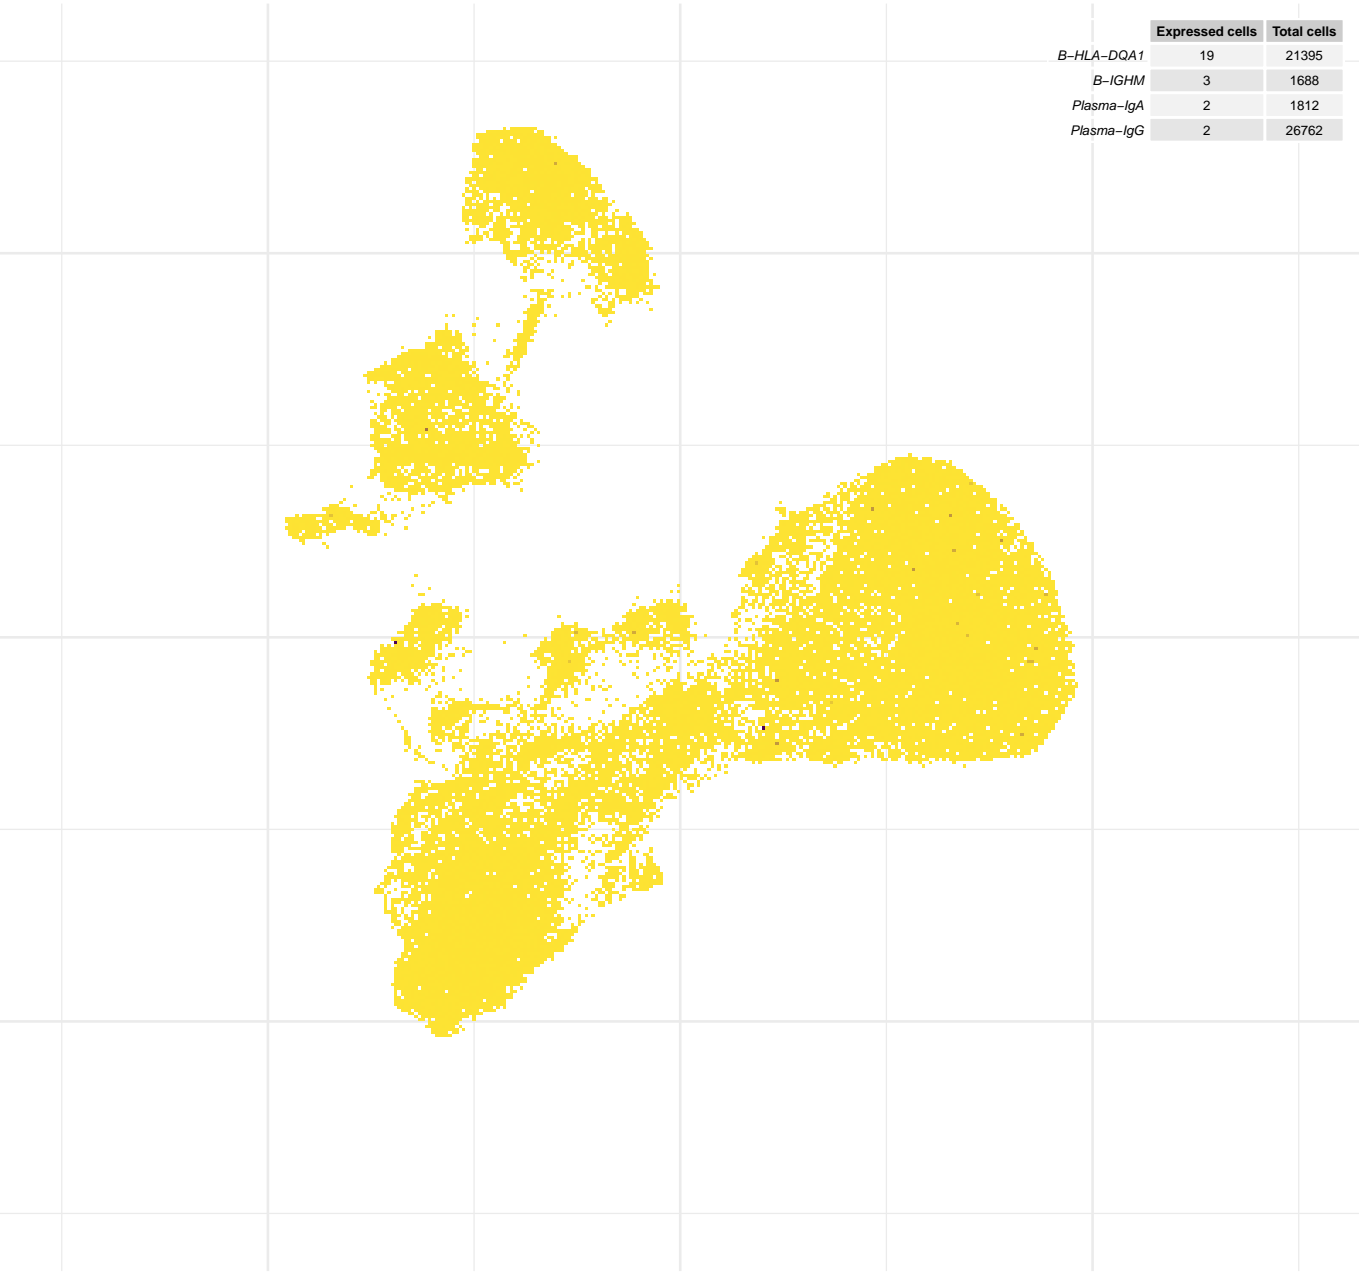 Expressed cells Total cells
B−HLA−DQA1 19 21395
B−IGHM 3 1688
Plasma−IgA 2 1812
Plasma−IgG 2 26762